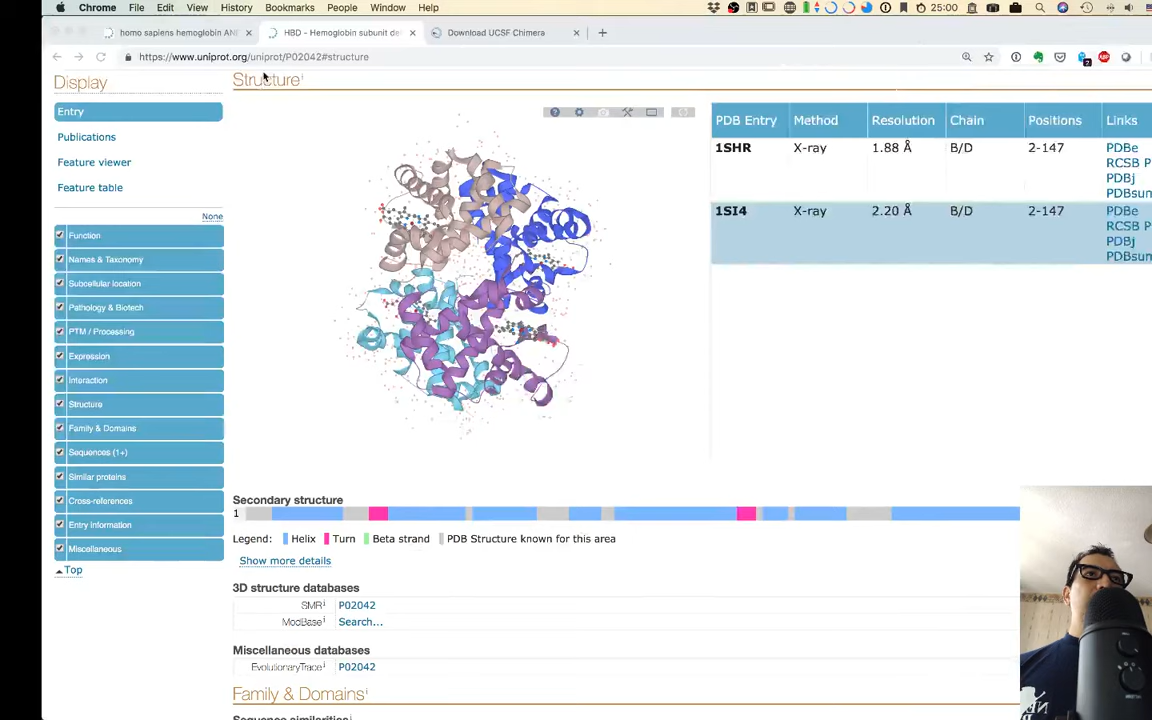 Chrome File Edit View History Bookmarks People Window Help 25:00
homo sapiens hemoglobin AN × HBD - Hemoglobin subunit de × Download UCSF Chimera × +
https://www.uniprot.org/uniprot/P02042#structure
Display
Entry
Publications
Feature viewer
Feature table
None
Function
Names & Taxonomy
Subcellular location
Pathology & Biotech
PTM / Processing
Expression
Interaction
Structure
Family & Domains
Sequences (1+)
Similar proteins
Cross-references
Entry information
Miscellaneous
Top
Structure i
PDB Entry Method Resolution Chain Positions Links
1SHR X-ray 1.88 Å B/D 2-147 PDBe
RCSB P
PDBj
PDBsum
1SI4 X-ray 2.20 Å B/D 2-147 PDBe
RCSB P
PDBj
PDBsum
Secondary structure
1
Legend: Helix Turn Beta strand PDB Structure known for this area
Show more details
3D structure databases
SMR i P02042
ModBase i Search...
Miscellaneous databases
EvolutionaryTrace i P02042
Family & Domains i
Sequence similarities i